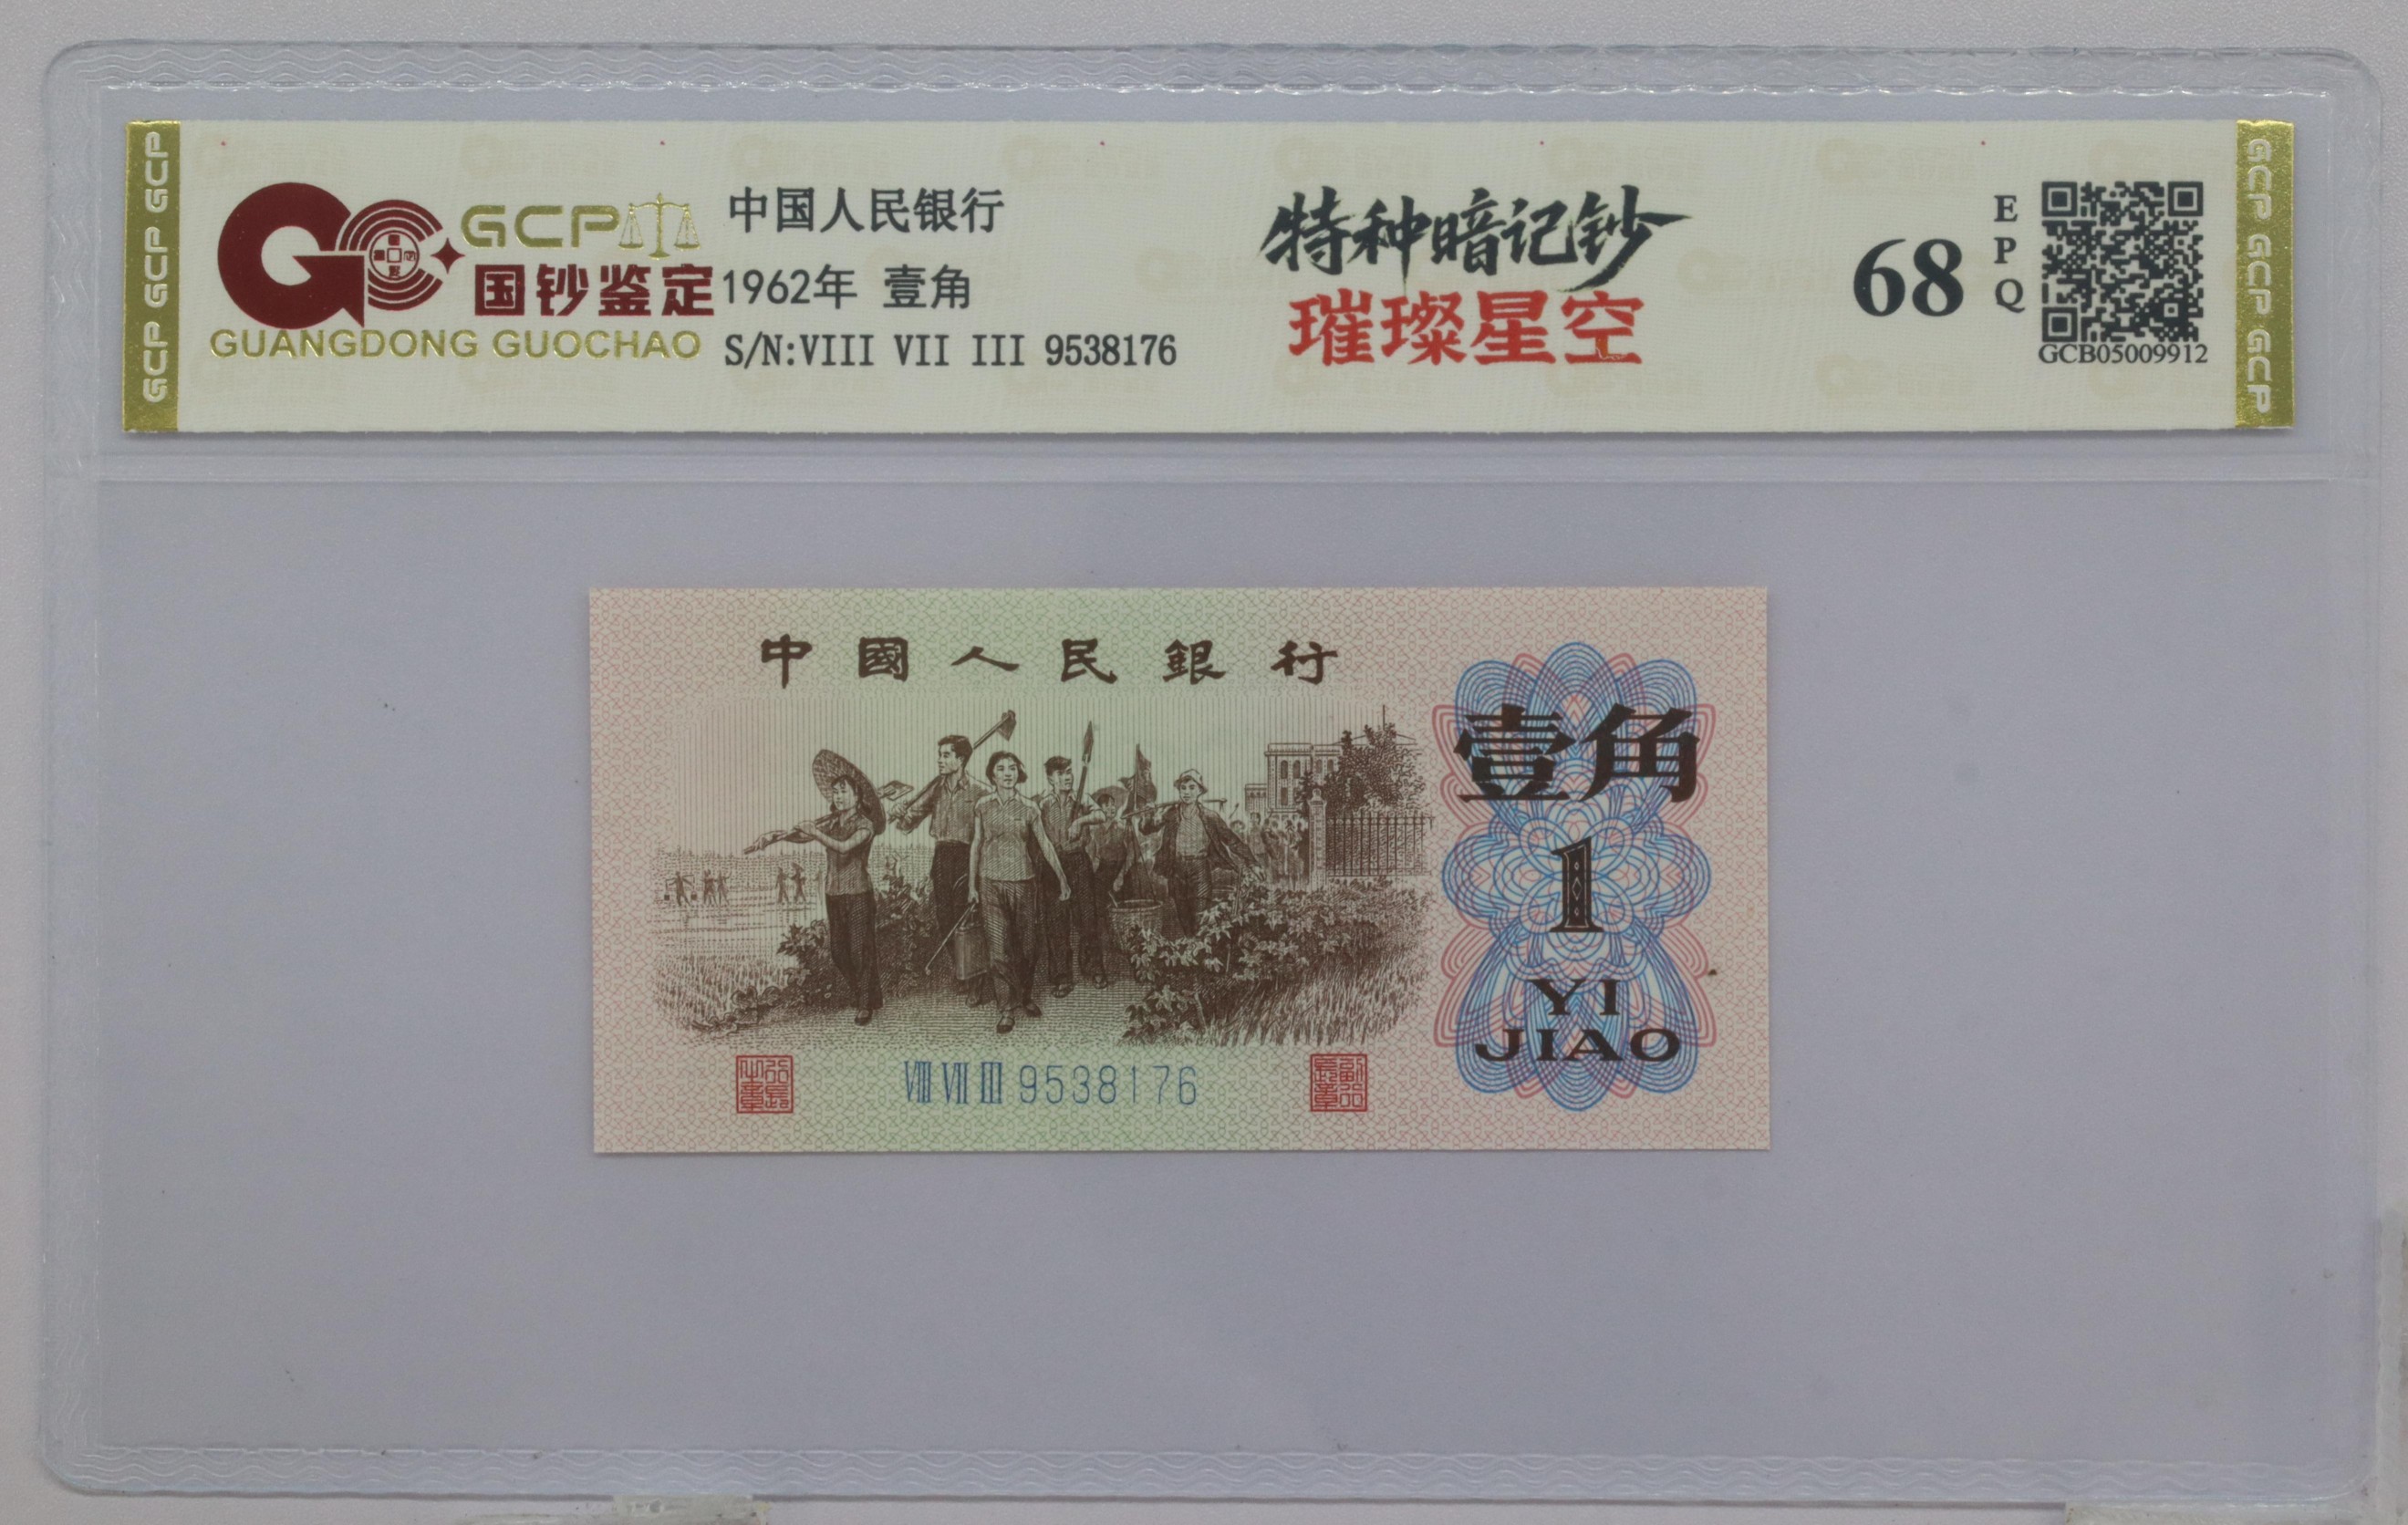 GCP GCP GCP
GCP
国钞鉴定
GUANGDONG GUOCHAO
中国人民银行
1962年 壹角
S/N:VIII VII III 9538176
特种暗记钞
璀璨星空
68
EPQ
GCB05009912
GCP GCP GCP
中國人民銀行
壹角
1
YI
JIAO
VIII VII III 9538176